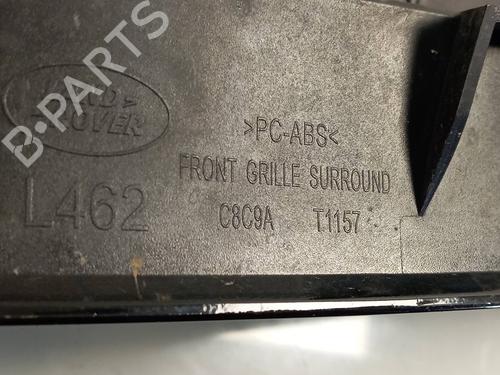 B-PARTS
LAND
ROVER
>PC-ABS<
FRONT GRILLE SURROUND
L462
C8C9A T1157